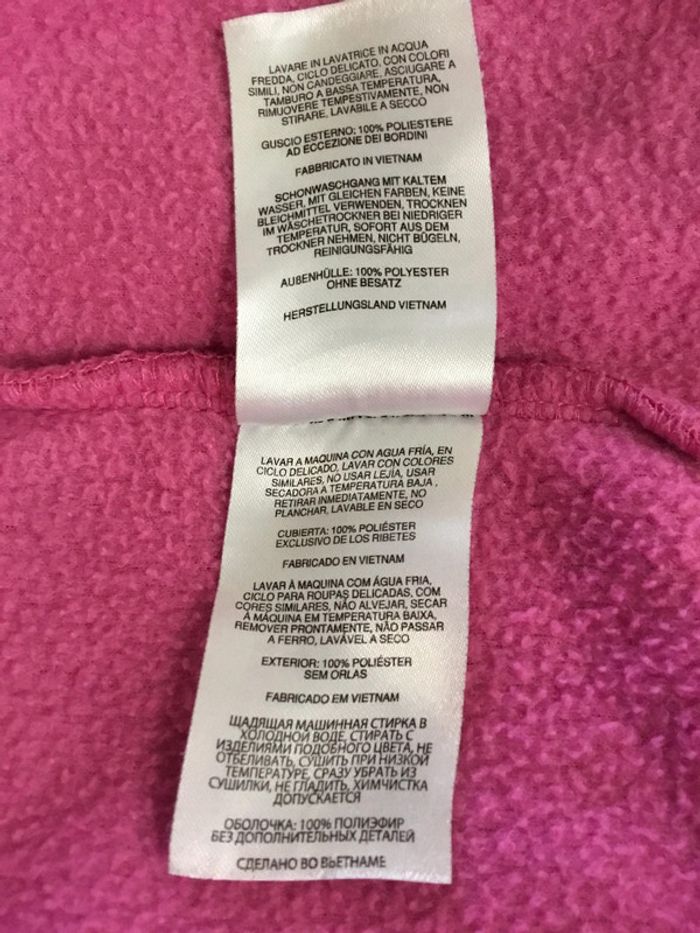 LAVARE IN LAVATRICE IN ACQUA
FREDDA, CICLO DELICATO, CON COLORI
SIMILI, NON CANDEGGIARE, ASCIUGARE A
TAMBURO A BASSA TEMPERATURA,
RIMUOVERE TEMPESTIVAMENTE, NON
STIRARE, LAVABILE A SECCO
GUSCIO ESTERNO: 100% POLIESTERE
AD ECCEZIONE DEI BORDINI
FABBRICATO IN VIETNAM
SCHONWASCHGANG MIT KALTEM
WASSER, MIT GLEICHEN FARBEN, KEINE
BLEICHMITTEL VERWENDEN, TROCKNEN
IM WÄSCHETROCKNER BEI NIEDRIGER
TEMPERATUR, SOFORT AUS DEM
TROCKNER NEHMEN, NICHT BÜGELN,
REINIGUNGSFÄHIG
AUßENHÜLLE: 100% POLYESTER
OHNE BESATZ
HERSTELLUNGSLAND VIETNAM
LAVAR A MAQUINA CON AGUA FRÍA, EN
CICLO DELICADO, LAVAR CON COLORES
SIMILARES, NO USAR LEJÍA, USAR
SECADORA A TEMPERATURA BAJA ,
RETIRAR INMEDIATAMENTE, NO
PLANCHAR, LAVABLE EN SECO
CUBIERTA: 100% POLIÉSTER
EXCLUSIVO DE LOS RIBETES
FABRICADO EN VIETNAM
LAVAR À MAQUINA COM ÁGUA FRIA,
CICLO PARA ROUPAS DELICADAS, COM
CORES SIMILARES, NÃO ALVEJAR, SECAR
À MÁQUINA EM TEMPERATURA BAIXA,
REMOVER PRONTAMENTE, NÃO PASSAR
A FERRO, LAVÁVEL A SECO
EXTERIOR: 100% POLIÉSTER
SEM ORLAS
FABRICADO EM VIETNAM
ЩАДЯЩАЯ МАШИННАЯ СТИРКА В
ХОЛОДНОЙ ВОДЕ, СТИРАТЬ С
ИЗДЕЛИЯМИ ПОДОБНОГО ЦВЕТА, НЕ
ОТБЕЛИВАТЬ, СУШИТЬ ПРИ НИЗКОЙ
ТЕМПЕРАТУРЕ, СРАЗУ УБРАТЬ ИЗ
СУШИЛКИ, НЕ ГЛАДИТЬ, ХИМЧИСТКА
ДОПУСКАЕТСЯ
ОБОЛОЧКА: 100% ПОЛИЭФИР
БЕЗ ДОПОЛНИТЕЛЬНЫХ ДЕТАЛЕЙ
СДЕЛАНО ВО ВЬЕТНАМЕ